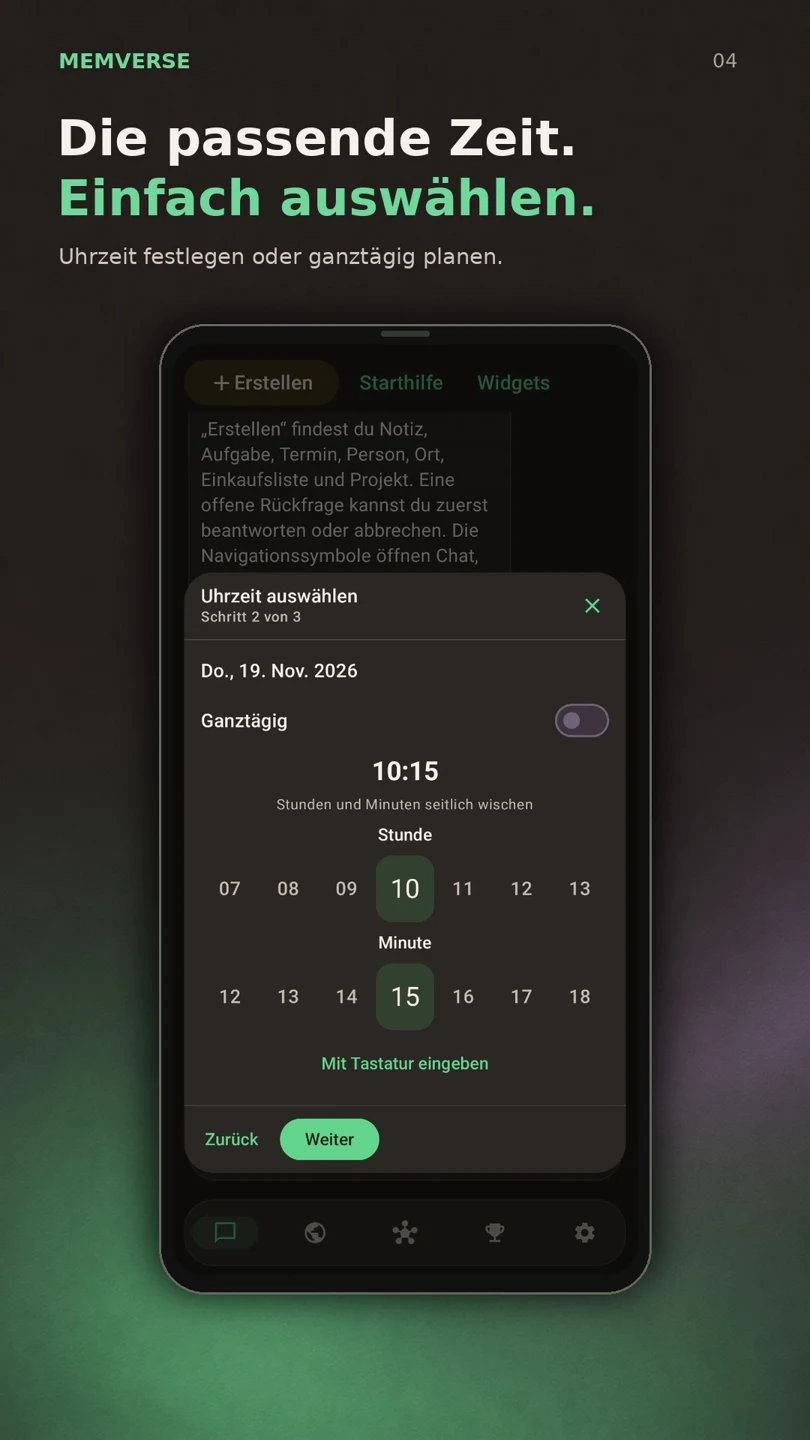 MEMVERSE
04
Die passende Zeit.
Einfach auswählen.
Uhrzeit festlegen oder ganztägig planen.
+ Erstellen Starthilfe Widgets
„Erstellen“ findest du Notiz,
Aufgabe, Termin, Person, Ort,
Einkaufsliste und Projekt. Eine
offene Rückfrage kannst du zuerst
beantworten oder abbrechen. Die
Navigationssymbole öffnen Chat,
Uhrzeit auswählen
Schritt 2 von 3
Do., 19. Nov. 2026
Ganztägig
10:15
Stunden und Minuten seitlich wischen
Stunde
07 08 09 10 11 12 13
Minute
12 13 14 15 16 17 18
Mit Tastatur eingeben
Zurück Weiter